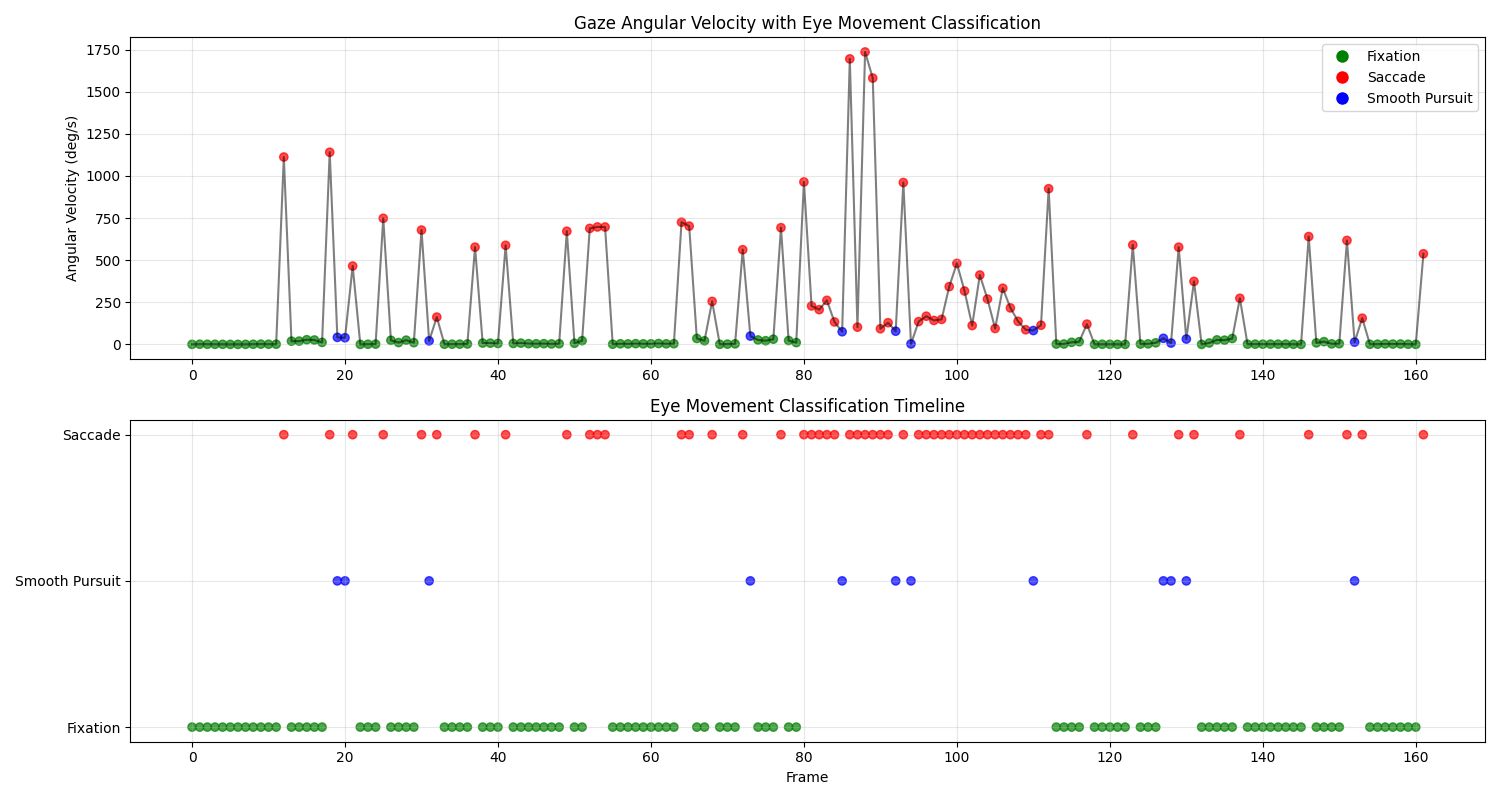 Gaze Angular Velocity with Eye Movement Classification
Angular Velocity (deg/s)
1750
1500
1250
1000
750
500
250
0
Fixation
Saccade
Smooth Pursuit
0 20 40 60 80 100 120 140 160
Eye Movement Classification Timeline
Saccade
Smooth Pursuit
Fixation
0 20 40 60 80 100 120 140 160
Frame